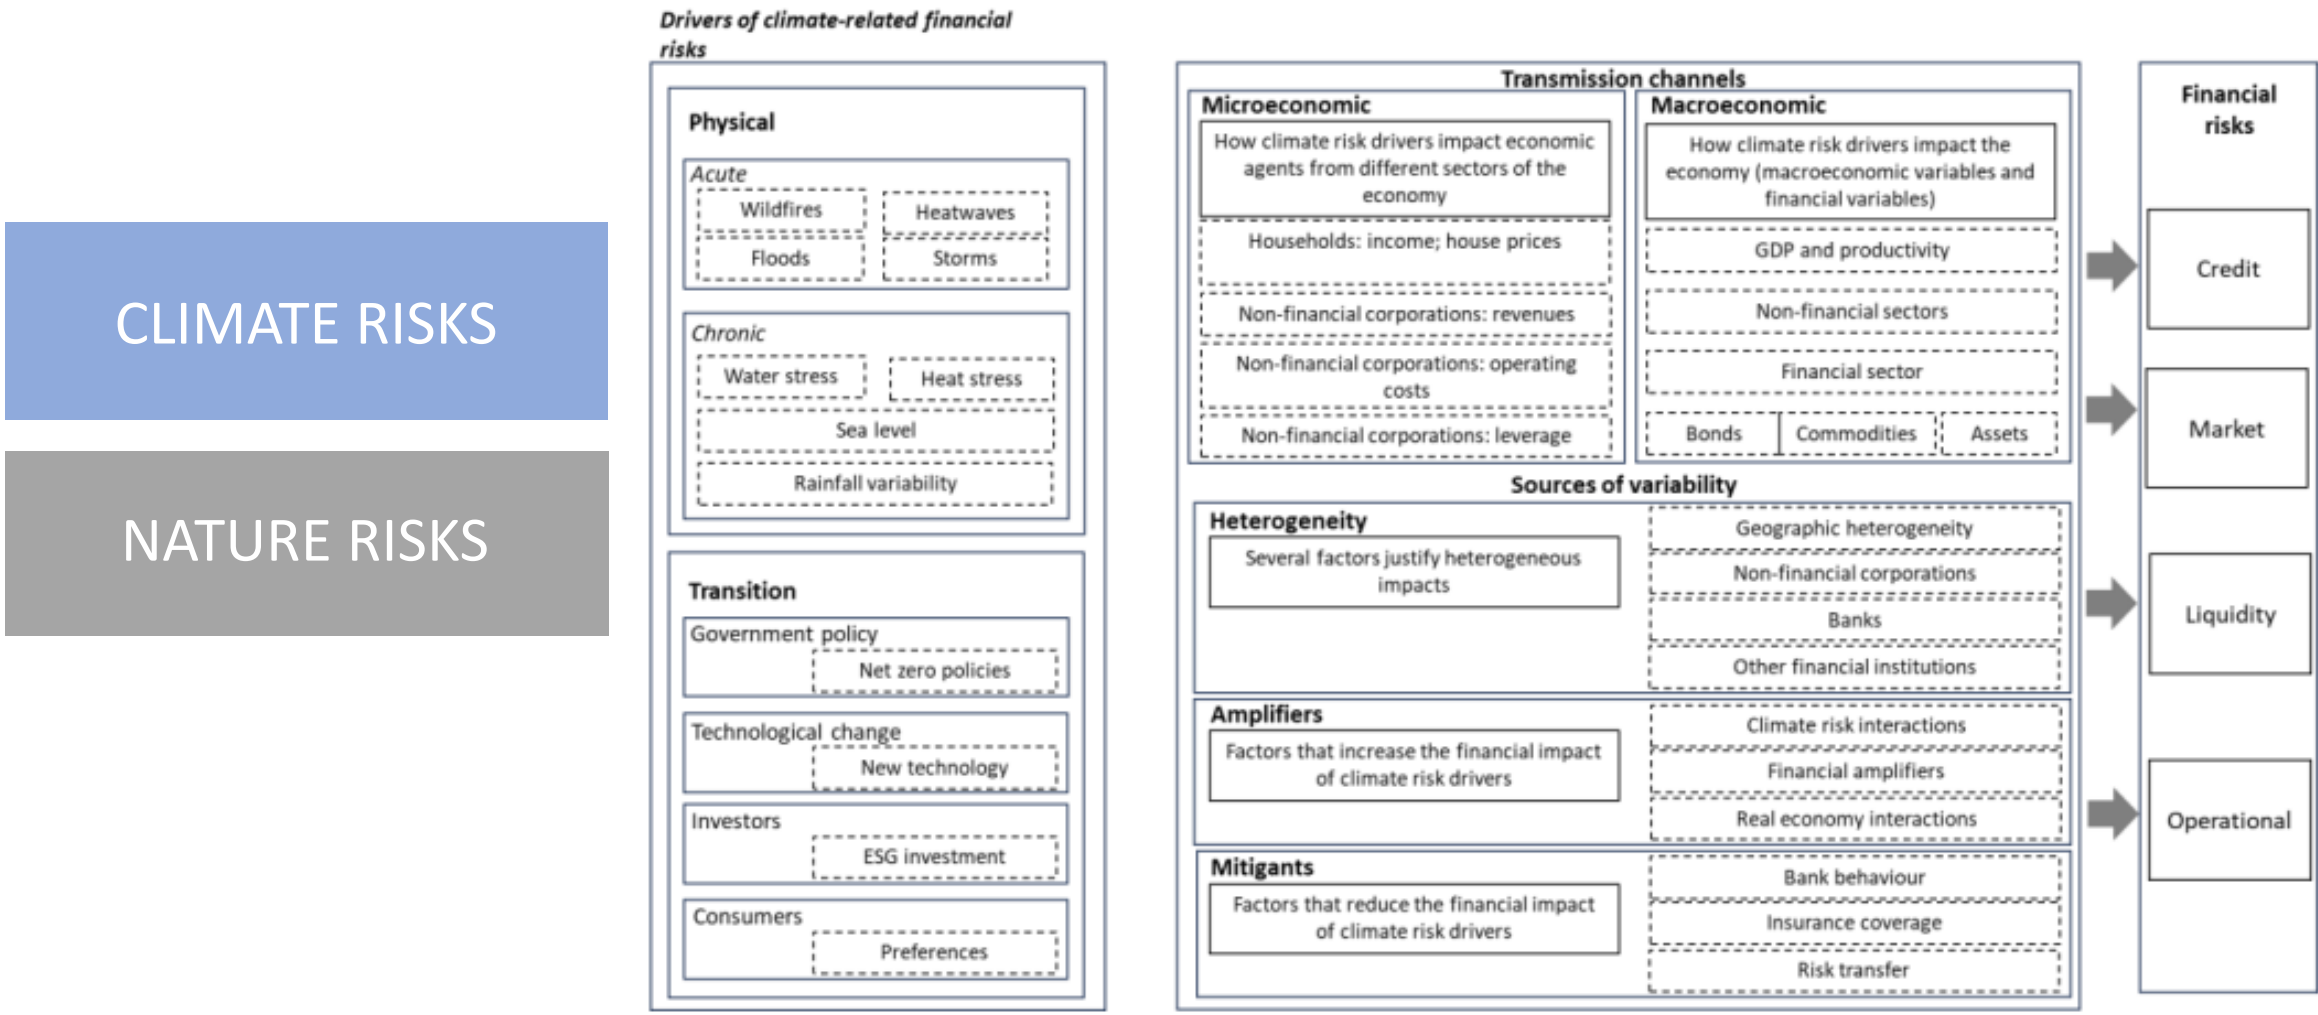 CLIMATE RISKS
NATURE RISKS
Drivers of climate-related financial
risks
Physical
Acute
Wildfires
Heatwaves
Floods
Storms
Chronic
Water stress
Heat stress
Sea level
Rainfall variability
Transition
Government policy
Net zero policies
Technological change
New technology
Investors
ESG investment
Consumers
Preferences
Transmission channels
Microeconomic
How climate risk drivers impact economic
agents from different sectors of the
economy
Households: income; house prices
Non-financial corporations: revenues
Non-financial corporations: operating
costs
Non-financial corporations: leverage
Macroeconomic
How climate risk drivers impact the
economy (macroeconomic variables and
financial variables)
GDP and productivity
Non-financial sectors
Financial sector
Bonds
Commodities
Assets
Sources of variability
Heterogeneity
Several factors justify heterogeneous
impacts
Geographic heterogeneity
Non-financial corporations
Banks
Other financial institutions
Amplifiers
Factors that increase the financial impact
of climate risk drivers
Climate risk interactions
Financial amplifiers
Real economy interactions
Mitigants
Factors that reduce the financial impact
of climate risk drivers
Bank behaviour
Insurance coverage
Risk transfer
Financial
risks
Credit
Market
Liquidity
Operational